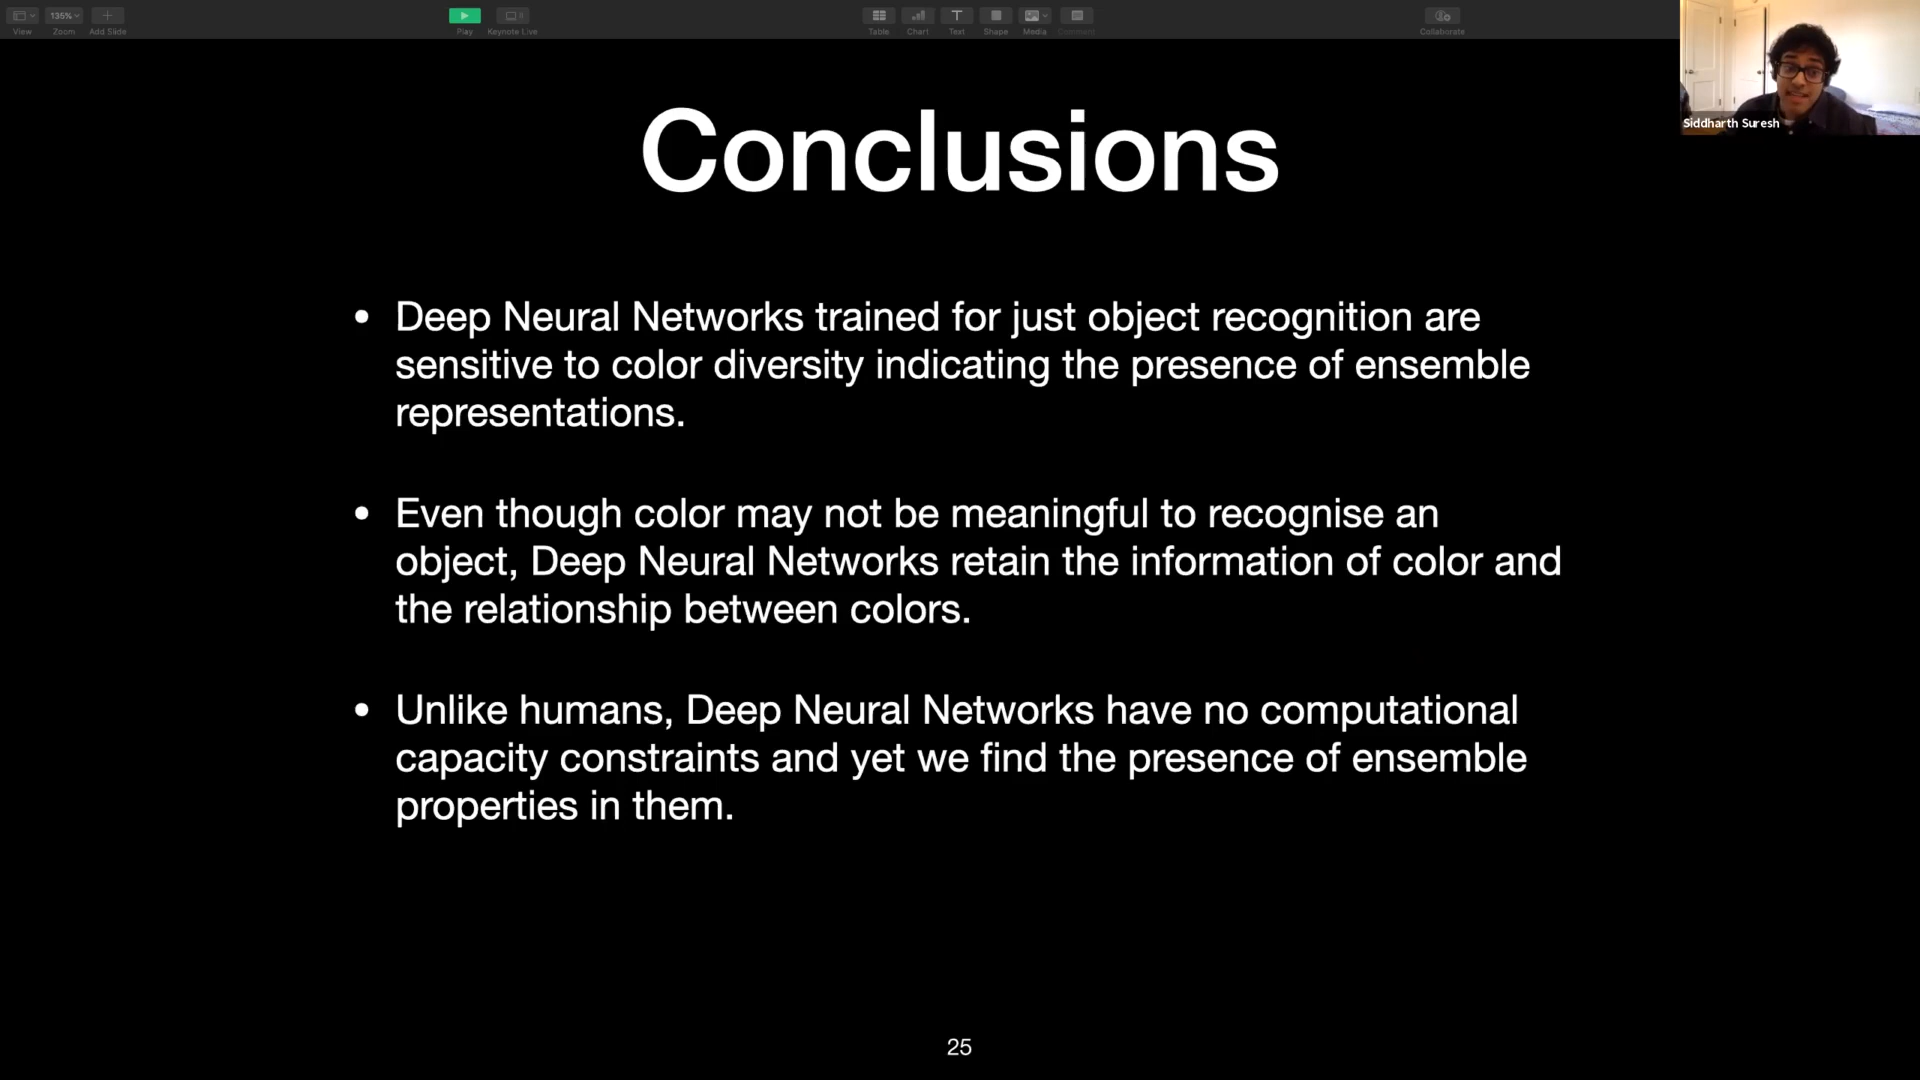 135%
View
Zoom
Add Slide
Play
Keynote Live
Table
Chart
Text
Shape
Media
Comment
Collaborate
Siddharth Suresh
Conclusions
• Deep Neural Networks trained for just object recognition are
sensitive to color diversity indicating the presence of ensemble
representations.
• Even though color may not be meaningful to recognise an
object, Deep Neural Networks retain the information of color and
the relationship between colors.
• Unlike humans, Deep Neural Networks have no computational
capacity constraints and yet we find the presence of ensemble
properties in them.
25